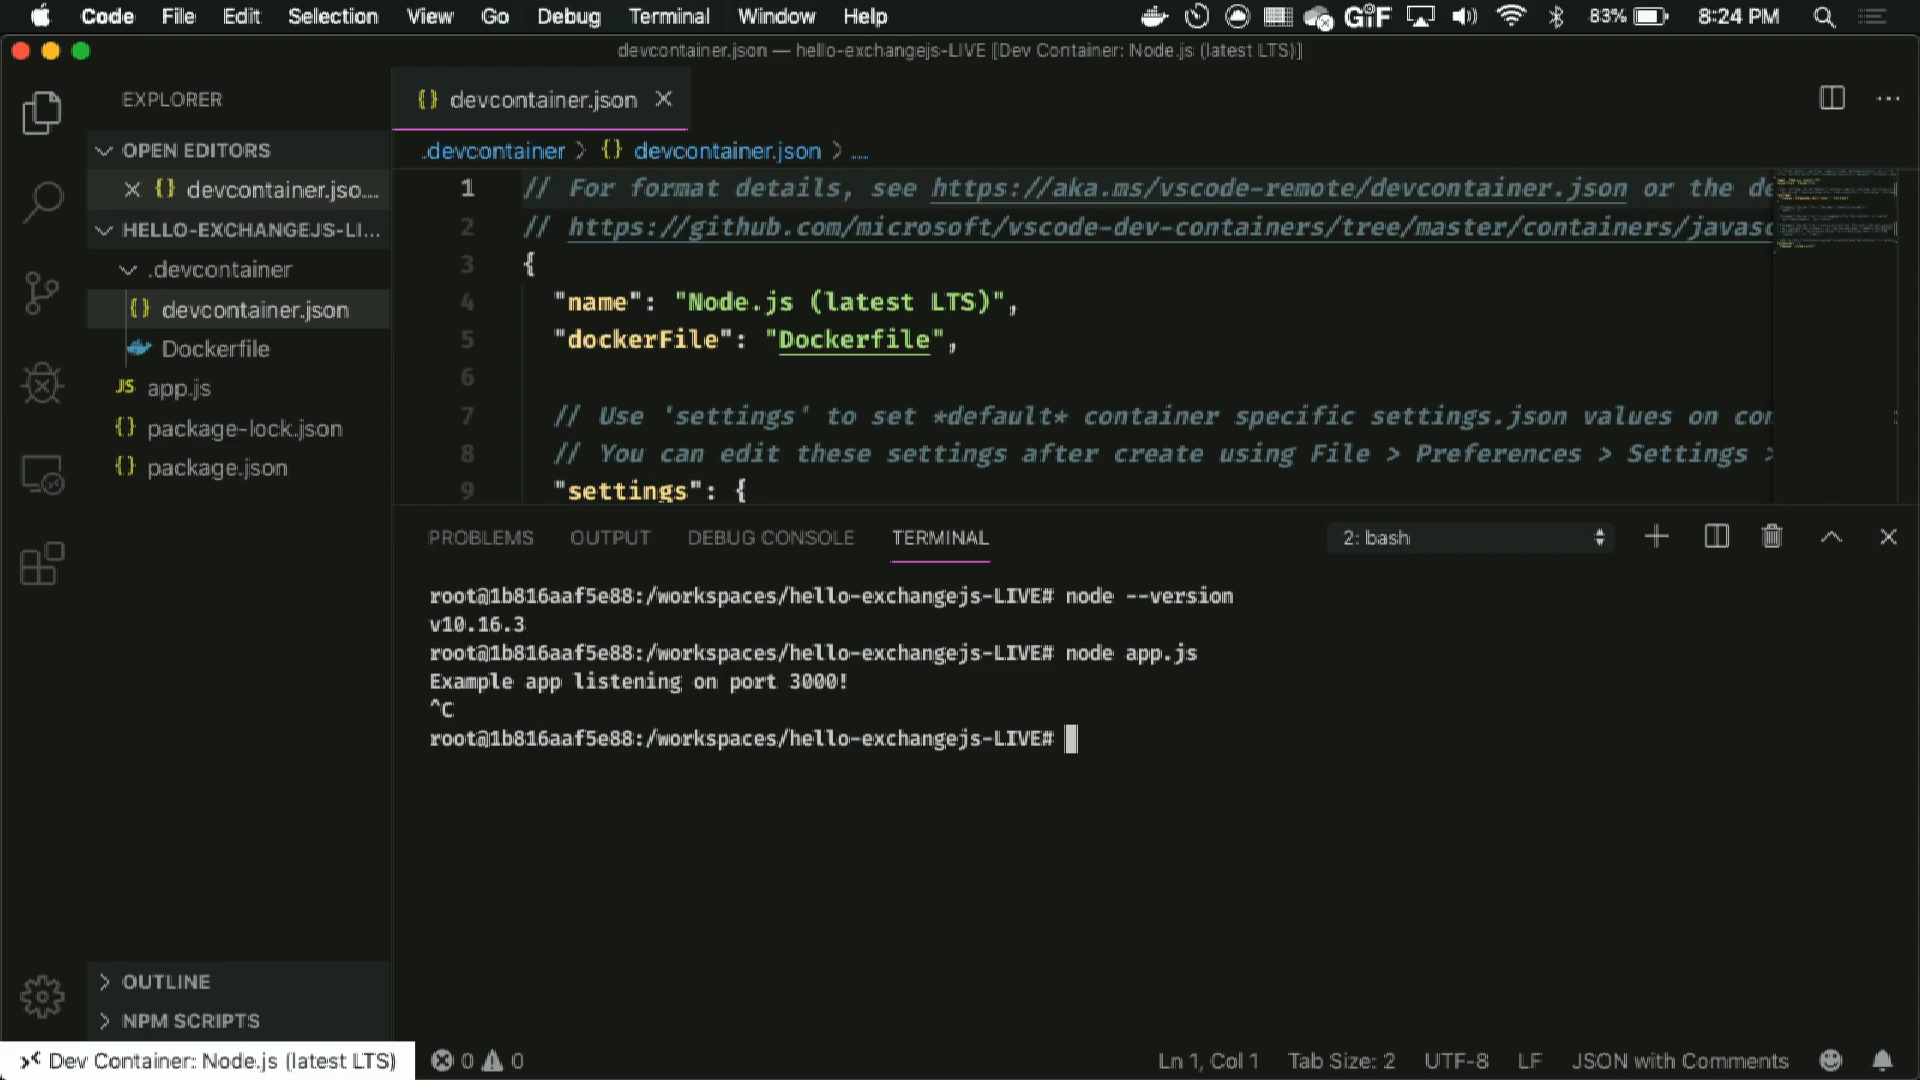 Code File Edit Selection View Go Debug Terminal Window Help GIF 83% 8:24 PM
devcontainer.json — hello-exchangejs-LIVE [Dev Container: Node.js (latest LTS)]
EXPLORER
OPEN EDITORS
{} devcontainer.jso...
HELLO-EXCHANGEJS-LI...
.devcontainer
{} devcontainer.json
Dockerfile
JS app.js
{} package-lock.json
{} package.json
OUTLINE
NPM SCRIPTS
{} devcontainer.json
.devcontainer > {} devcontainer.json > ...
1 // For format details, see https://aka.ms/vscode-remote/devcontainer.json or the de
2 // https://github.com/microsoft/vscode-dev-containers/tree/master/containers/javasc
3 {
4 "name": "Node.js (latest LTS)",
5 "dockerFile": "Dockerfile",
6
7 // Use 'settings' to set *default* container specific settings.json values on con
8 // You can edit these settings after create using File > Preferences > Settings >
9 "settings": {
PROBLEMS OUTPUT DEBUG CONSOLE TERMINAL 2: bash
root@1b816aaf5e88:/workspaces/hello-exchangejs-LIVE# node --version
v10.16.3
root@1b816aaf5e88:/workspaces/hello-exchangejs-LIVE# node app.js
Example app listening on port 3000!
^C
root@1b816aaf5e88:/workspaces/hello-exchangejs-LIVE#
Dev Container: Node.js (latest LTS) 0 0 Ln 1, Col 1 Tab Size: 2 UTF-8 LF JSON with Comments